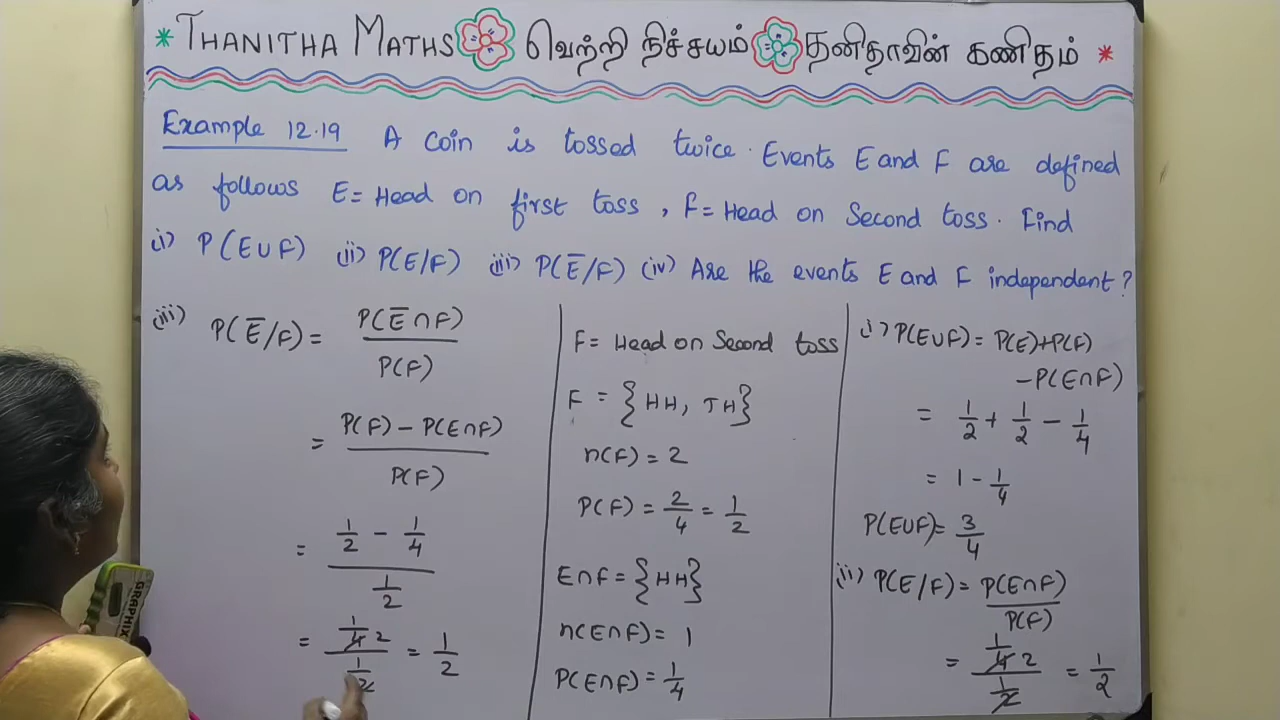 * THANITHA MATHS வெற்றி நிச்சயம் தனிதாவின் கணிதம் *
Example 12.19 A coin is tossed twice. Events E and F are defined
as follows E = Head on first toss, F = Head on Second toss. Find
(i) P(E∪F) (ii) P(E/F) (iii) P(E̅/F) (iv) Are the events E and F independent?
(iii) P(E̅/F) = P(E̅∩F)/P(F)
= (P(F) - P(E∩F))/P(F)
= (1/2 - 1/4)/(1/2)
= (1/4 2)/(1/2) = 1/2
F = Head on Second toss
F = {HH, TH}
n(F) = 2
P(F) = 2/4 = 1/2
E∩F = {HH}
n(E∩F) = 1
P(E∩F) = 1/4
(i) P(E∪F) = P(E)+P(F)
-P(E∩F)
= 1/2 + 1/2 - 1/4
= 1 - 1/4
P(E∪F) = 3/4
(ii) P(E/F) = P(E∩F)/P(F)
= (1/4 2)/(1/2) = 1/2
GRAPHIX